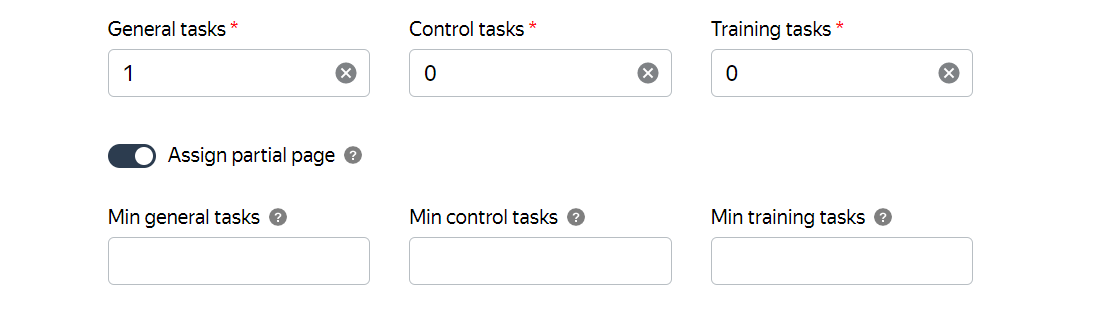 General tasks * Control tasks * Training tasks *
1 0 0
Assign partial page ?
Min general tasks ? Min control tasks ? Min training tasks ?